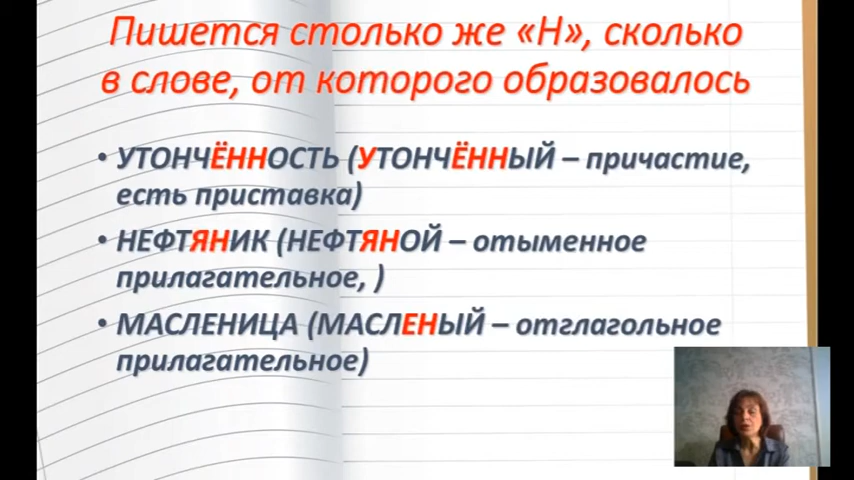 Пишется столько же «Н», сколько
в слове, от которого образовалось
• УТОНЧЁННОСТЬ (УТОНЧЁННЫЙ – причастие,
есть приставка)
• НЕФТЯНИК (НЕФТЯНОЙ – отыменное
прилагательное, )
• МАСЛЕНИЦА (МАСЛЕНЫЙ – отглагольное
прилагательное)